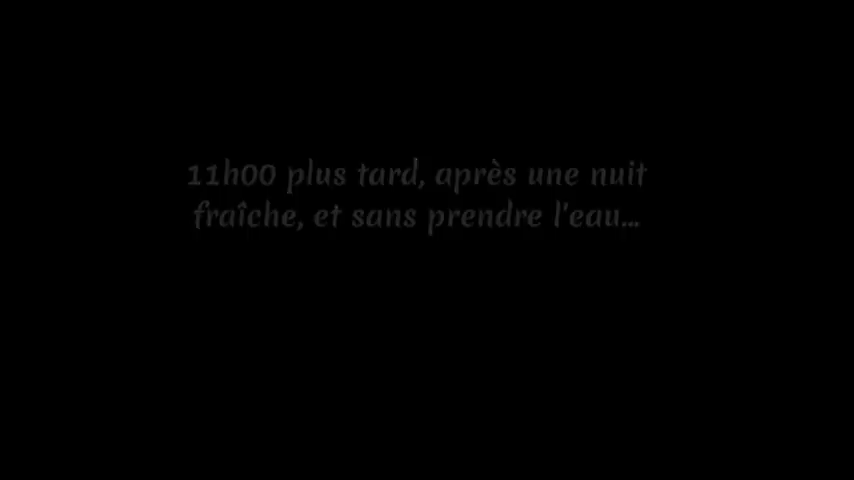 11h00 plus tard, après une nuit
fraîche, et sans prendre l'eau...